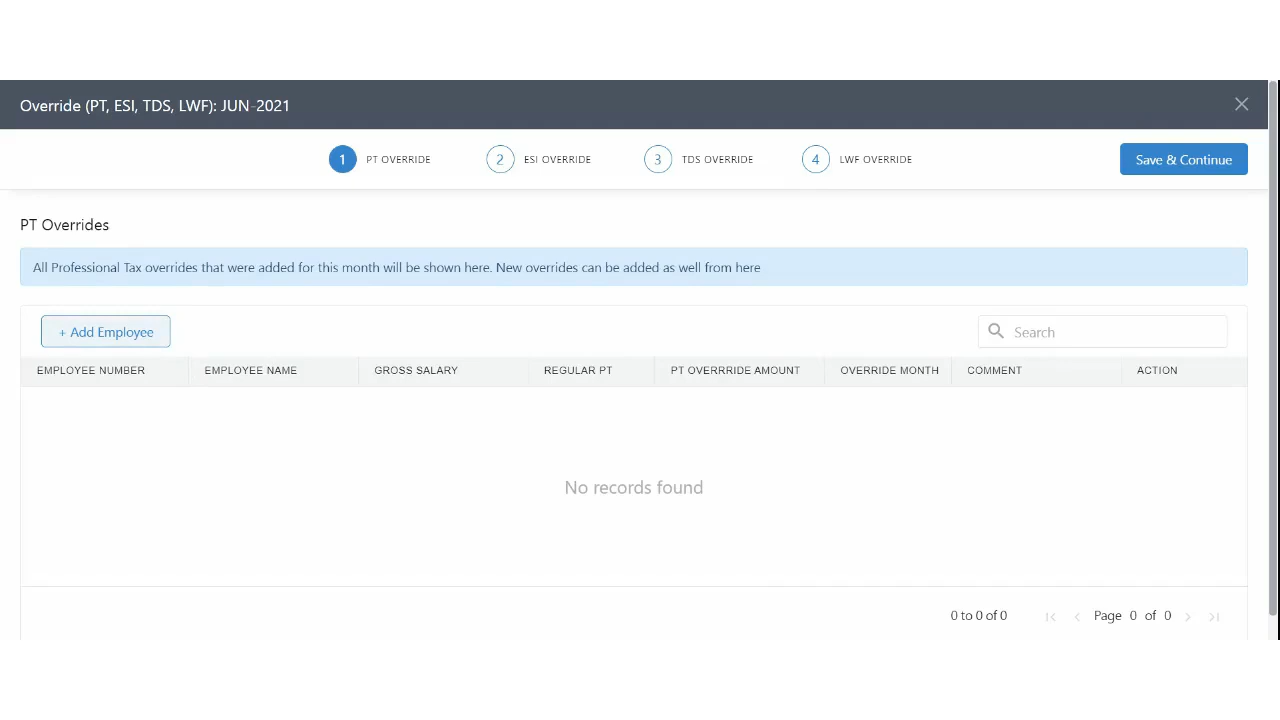 Override (PT, ESI, TDS, LWF): JUN-2021
1 PT OVERRIDE 2 ESI OVERRIDE 3 TDS OVERRIDE 4 LWF OVERRIDE Save & Continue
PT Overrides
All Professional Tax overrides that were added for this month will be shown here. New overrides can be added as well from here
+ Add Employee Search
EMPLOYEE NUMBER EMPLOYEE NAME GROSS SALARY REGULAR PT PT OVERRRIDE AMOUNT OVERRIDE MONTH COMMENT ACTION
No records found
0 to 0 of 0 Page 0 of 0